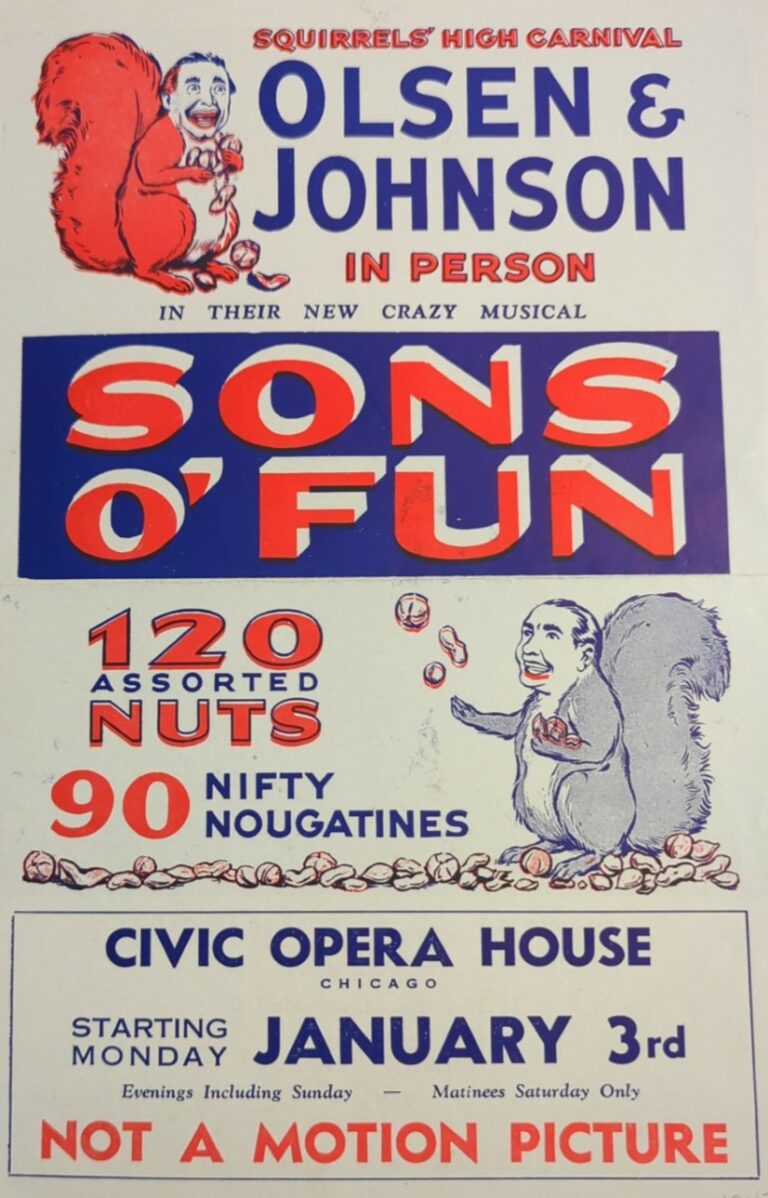 SQUIRRELS' HIGH CARNIVAL
OLSEN &
JOHNSON
IN PERSON
IN THEIR NEW CRAZY MUSICAL
SONS
O' FUN
120
ASSORTED
NUTS
90 NIFTY
NOUGATINES
CIVIC OPERA HOUSE
CHICAGO
STARTING
MONDAY JANUARY 3rd
Evenings Including Sunday — Matinees Saturday Only
NOT A MOTION PICTURE